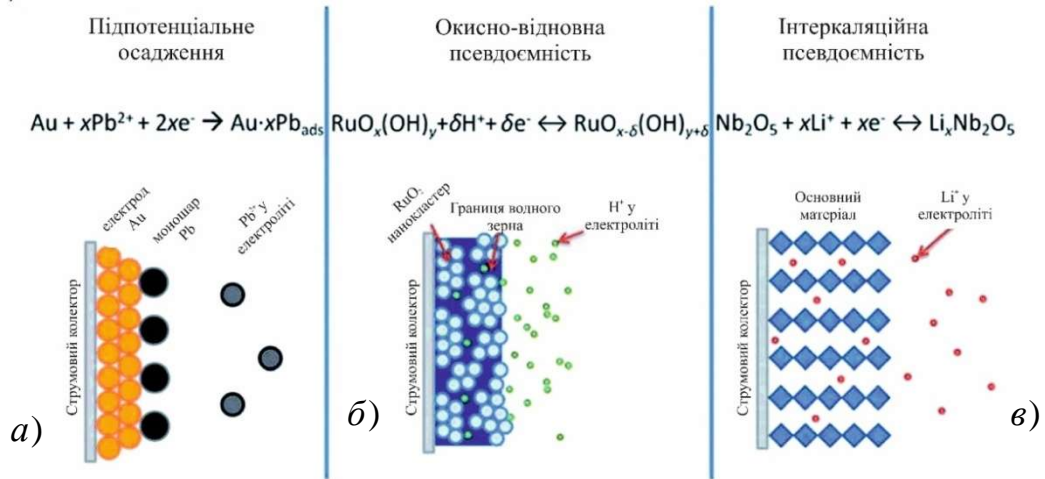 Підпотенціальне
осадження
Au + xPb²⁺ + 2xe⁻ → Au·xPb_ads
електрод
Au
моношар
Pb
Pb²⁺ у
електроліті
Струмовий колектор
а)
Окисно-відновна
псевдоємність
RuOₓ(OH)ᵧ+δH⁺+ δe⁻ ↔ RuOₓ₋δ(OH)ᵧ₊δ
RuO₂
нанокластер
Границя водного
зерна
H⁺ у
електроліті
Струмовий колектор
б)
Інтеркаляційна
псевдоємність
Nb₂O₅ + xLi⁺ + xe⁻ ↔ LiₓNb₂O₅
Основний
матеріал
Li⁺ у
електроліті
Струмовий колектор
в)